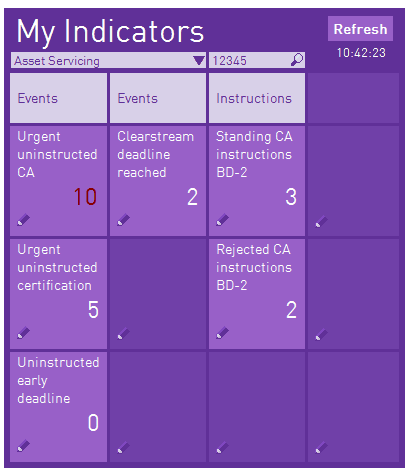 My Indicators
Refresh
Asset Servicing
12345
10:42:23
Events
Events
Instructions
Urgent
uninstructed
CA
10
Clearstream
deadline
reached
2
Standing CA
instructions
BD-2
3
Urgent
uninstructed
certification
5
Rejected CA
instructions
BD-2
2
Uninstructed
early
deadline
0